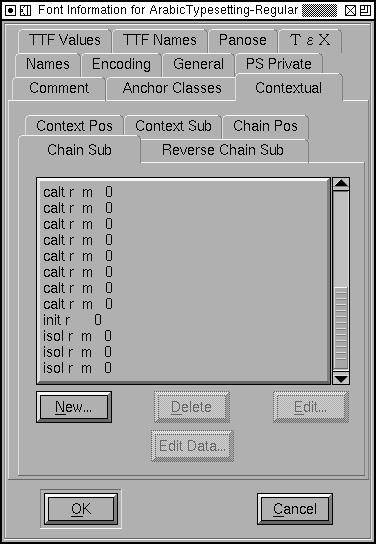 Font Information for ArabicTypesetting-Regular
TTF Values TTF Names Panose T ε X
Names Encoding General PS Private
Comment Anchor Classes Contextual
Context Pos Context Sub Chain Pos
Chain Sub Reverse Chain Sub
calt r m 0
calt r m 0
calt r m 0
calt r m 0
calt r m 0
calt r m 0
calt r m 0
calt r m 0
init r 0
isol r m 0
isol r m 0
isol r m 0
New... Delete Edit...
Edit Data...
OK Cancel